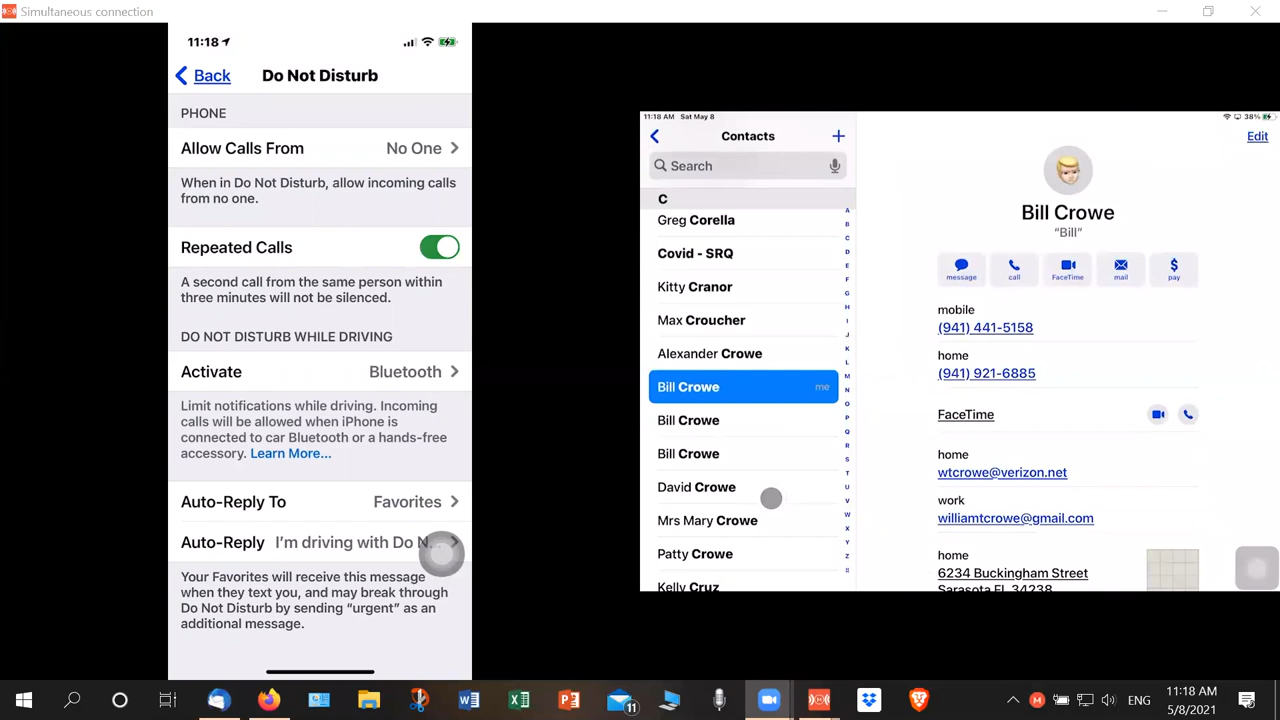 Simultaneous connection
11:18
Back
Do Not Disturb
PHONE
Allow Calls From No One
When in Do Not Disturb, allow incoming calls
from no one.
Repeated Calls
A second call from the same person within
three minutes will not be silenced.
DO NOT DISTURB WHILE DRIVING
Activate Bluetooth
Limit notifications while driving. Incoming
calls will be allowed when iPhone is
connected to car Bluetooth or a hands-free
accessory. Learn More...
Auto-Reply To Favorites
Auto-Reply I'm driving with Do N...
Your Favorites will receive this message
when they text you, and may break through
Do Not Disturb by sending “urgent” as an
additional message.
11:18 AM Sat May 8
38%
Contacts
Search
C
Greg Corella
Covid - SRQ
Kitty Cranor
Max Croucher
Alexander Crowe
Bill Crowe me
Bill Crowe
Bill Crowe
David Crowe
Mrs Mary Crowe
Patty Crowe
Kelly Cruz
A
B
C
D
E
F
G
H
I
J
K
L
M
N
O
P
Q
R
S
T
U
V
W
X
Y
Z
#
Edit
Bill Crowe
“Bill”
message
call
FaceTime
mail
pay
mobile
(941) 441-5158
home
(941) 921-6885
FaceTime
home
wtcrowe@verizon.net
work
williamtcrowe@gmail.com
home
6234 Buckingham Street
Sarasota FL 34238
11
ENG
11:18 AM
5/8/2021